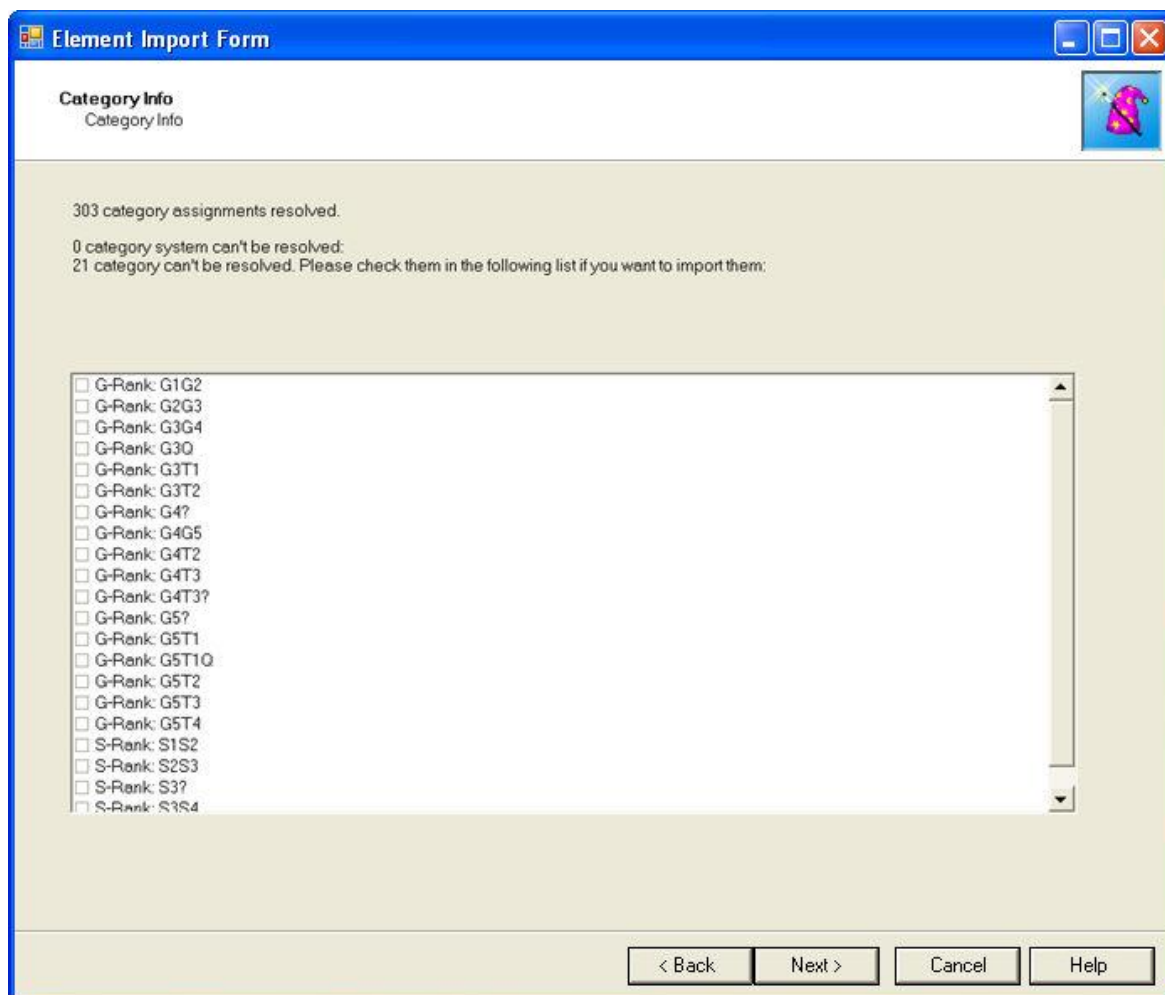 Element Import Form
Category Info
Category Info
303 category assignments resolved.
0 category system can't be resolved:
21 category can't be resolved. Please check them in the following list if you want to import them:
G-Rank: G1G2
G-Rank: G2G3
G-Rank: G3G4
G-Rank: G3Q
G-Rank: G3T1
G-Rank: G3T2
G-Rank: G4?
G-Rank: G4G5
G-Rank: G4T2
G-Rank: G4T3
G-Rank: G4T3?
G-Rank: G5?
G-Rank: G5T1
G-Rank: G5T1Q
G-Rank: G5T2
G-Rank: G5T3
G-Rank: G5T4
S-Rank: S1S2
S-Rank: S2S3
S-Rank: S3?
S-Rank: S3S4
< Back Next > Cancel Help